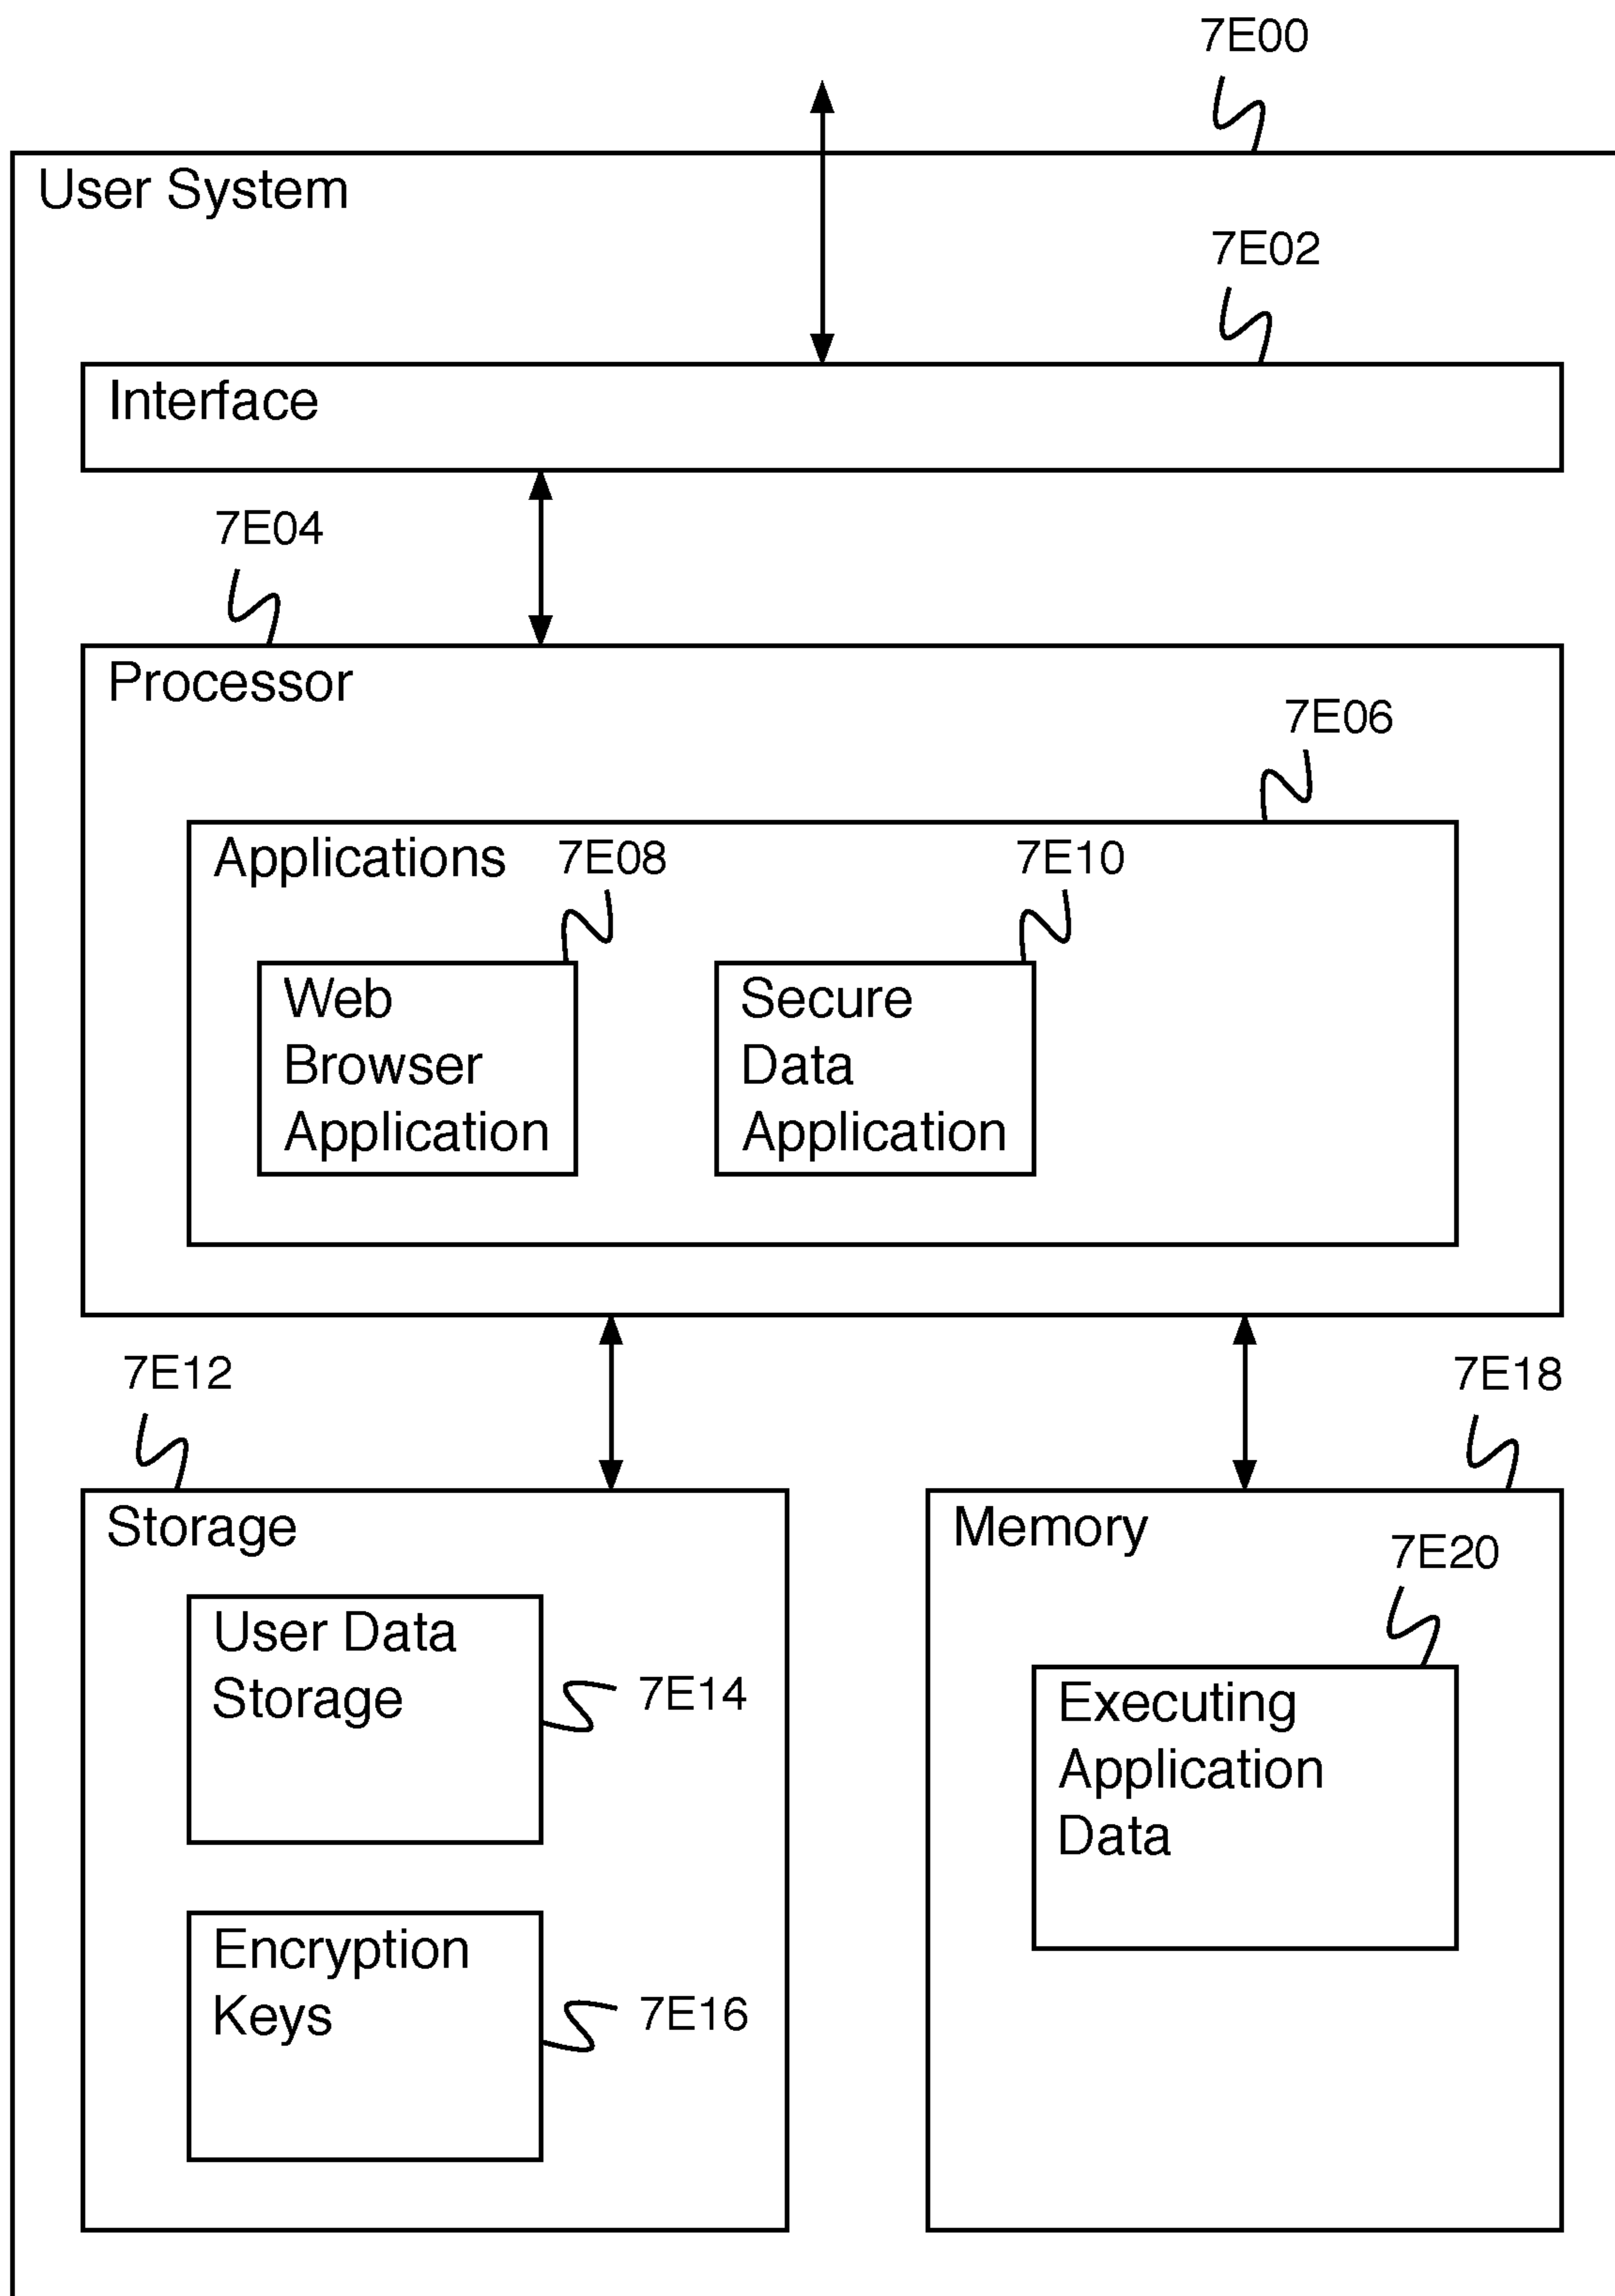 7E00
User System
7E02
Interface
7E04
Processor
7E06
Applications
7E08
7E10
Web
Browser
Application
Secure
Data
Application
7E12
7E18
Storage
Memory
7E20
User Data
Storage
7E14
Executing
Application
Data
Encryption
Keys
7E16